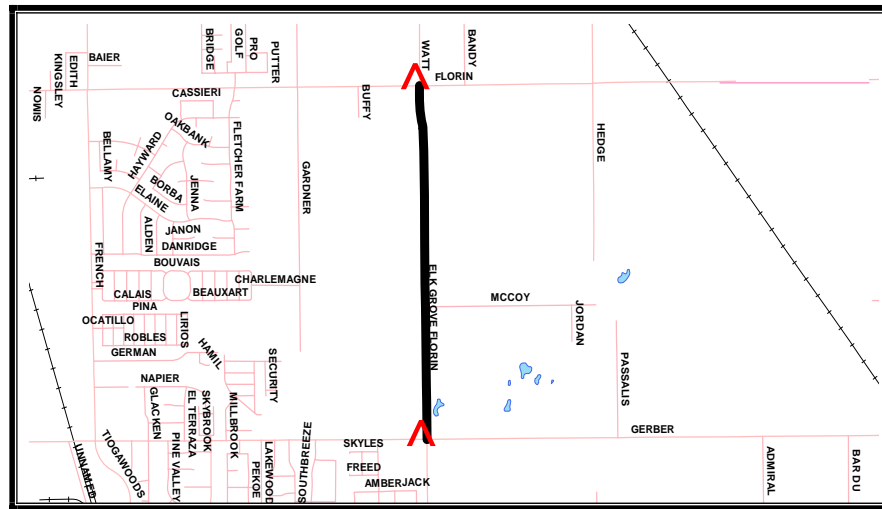 BRIDGE
GOLF
PRO
PUTTER
WATT
BANDY
BAIER
EDITH
KINGSLEY
SIMON
FLORIN
CASSIERI
BUFFY
OAKBANK
FLETCHER FARM
HAYWARD
BELLAMY
HEDGE
GARDNER
BORBA
JENNA
ELAINE
ALDEN
JANON
DANRIDGE
FRENCH
BOUVAIS
CHARLEMAGNE
CALAIS
BEAUXART
PINA
ELK GROVE FLORIN
MCCOY
JORDAN
OCATILLO
LIRIOS
ROBLES
GERMAN
HAMIL
SECURITY
PASSALIS
NAPIER
GLACKEN
EL TERRAZA
SKYBROOK
MILLBROOK
GERBER
SKYLES
UNNAMED
TIOGAWOODS
PINE VALLEY
PEKOE
LAKEWOOD
SOUTHBREEZE
FREED
AMBERJACK
ADMIRAL
BAR DU